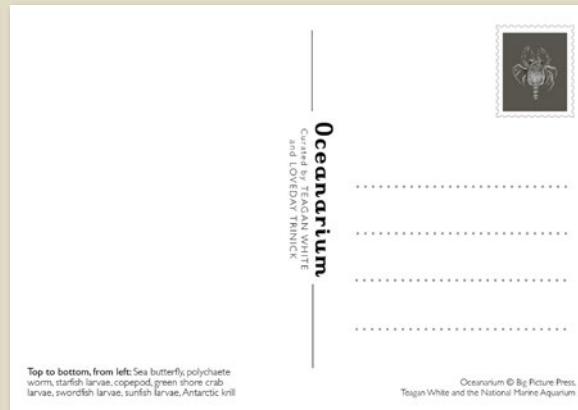 Oceanarium
Curated by TEAGAN WHITE
and LOVEDAY TRINICK
Top to bottom, from left: Sea butterfly, polychaete
worm, starfish larvae, copepod, green shore crab
larvae, swordfish larvae, sunfish larvae, Antarctic krill
Oceanarium © Big Picture Press,
Teagan White and the National Marine Aquarium